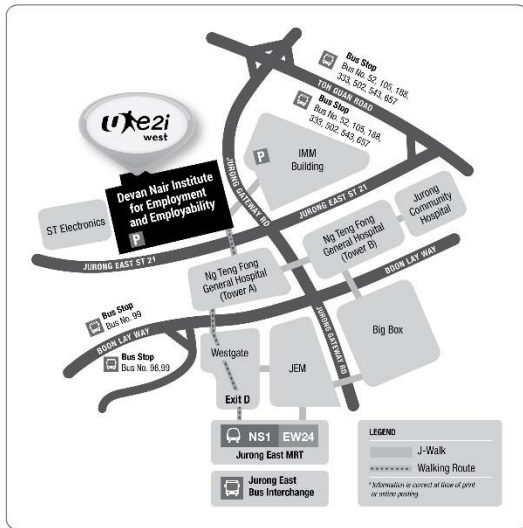 Bus Stop
Bus No. 52, 105, 188,
333, 502, 543, 657
TOH GUAN ROAD
Bus Stop
Bus No. 52, 105, 188,
333, 502, 543, 657
e2i
west
IMM
Building
P
JURONG GATEWAY RD
Devan Nair Institute
for Employment
and Employability
P
ST Electronics
JURONG EAST ST 21
JURONG EAST ST 21
Jurong
Community
Hospital
Ng Teng Fong
General Hospital
(Tower B)
Ng Teng Fong
General Hospital
(Tower A)
BOON LAY WAY
Bus Stop
Bus No. 99
BOON LAY WAY
Bus Stop
Bus No. 98,99
JURONG GATEWAY RD
Big Box
Westgate
JEM
Exit D
NS1 EW24
Jurong East MRT
Jurong East
Bus Interchange
LEGEND
J-Walk
Walking Route
* Information is correct at time of print
or online posting.